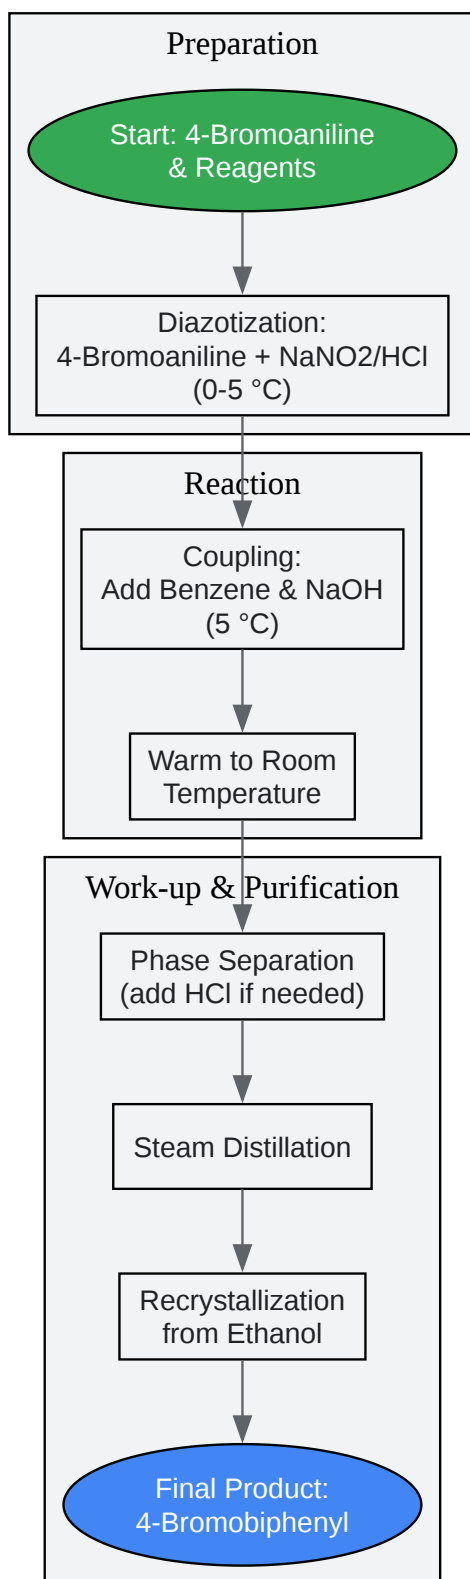 Preparation
Start: 4-Bromoaniline
& Reagents
Diazotization:
4-Bromoaniline + NaNO2/HCl
(0-5 °C)
Reaction
Coupling:
Add Benzene & NaOH
(5 °C)
Warm to Room
Temperature
Work-up & Purification
Phase Separation
(add HCl if needed)
Steam Distillation
Recrystallization
from Ethanol
Final Product:
4-Bromobiphenyl